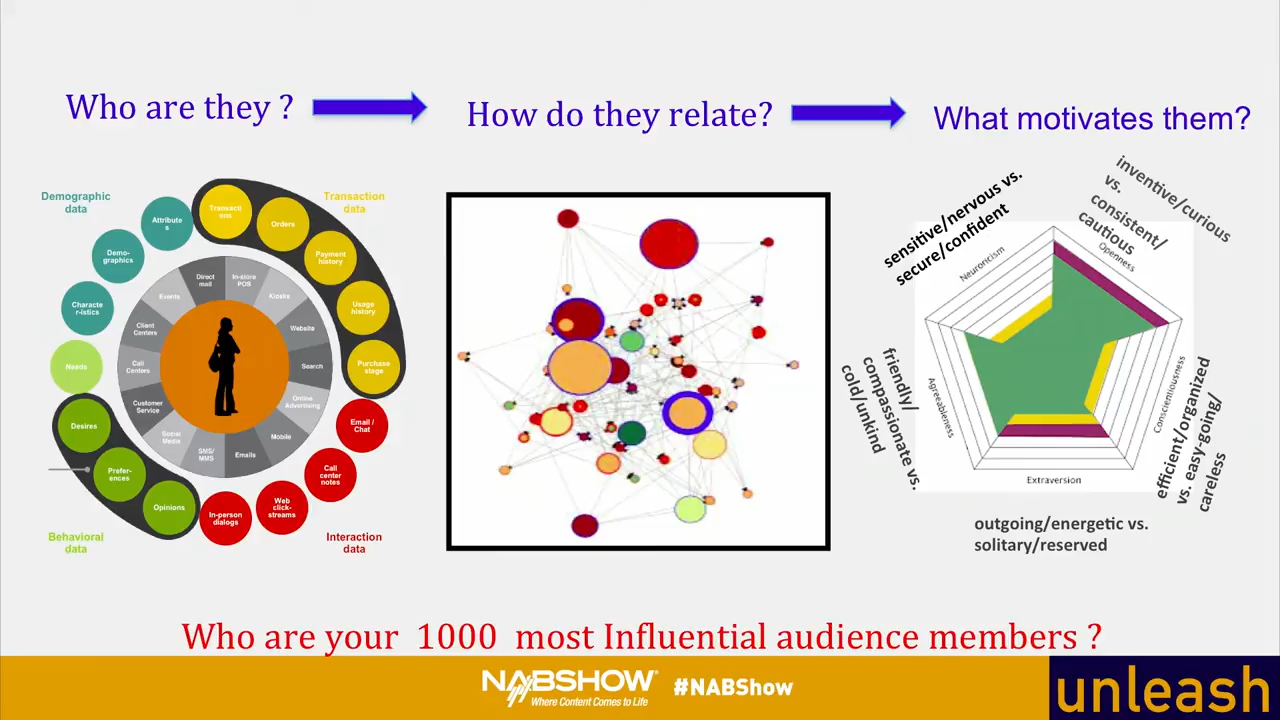 Who are they ?
How do they relate?
What motivates them?
Demographic
data
Transaction
data
Behavioral
data
Interaction
data
Attribute
s
Demo-
graphics
Characte
r-istics
Needs
Desires
Prefer-
ences
Opinions
Transacti
ons
Orders
Payment
history
Usage
history
Purchase
stage
Email /
Chat
Call
center
notes
Web
click-
streams
In-person
dialogs
Direct
mail
In-store
POS
Kiosks
Website
Search
Online
Advertising
Mobile
Emails
SMS/
MMS
Social
Media
Customer
Service
Call
Centers
Client
Centers
Events
sensitive/nervous vs.
secure/confident
inventive/curious
vs.
consistent/
cautious
Neuroricism
Openness
Agreeableness
Conscientiousness
Extraversion
friendly/
compassionate vs.
cold/unkind
efficient/organized
vs. easy-going/
careless
outgoing/energetic vs.
solitary/reserved
Who are your 1000 most Influential audience members ?
NABSHOW®
Where Content Comes to Life
#NABShow
unleash